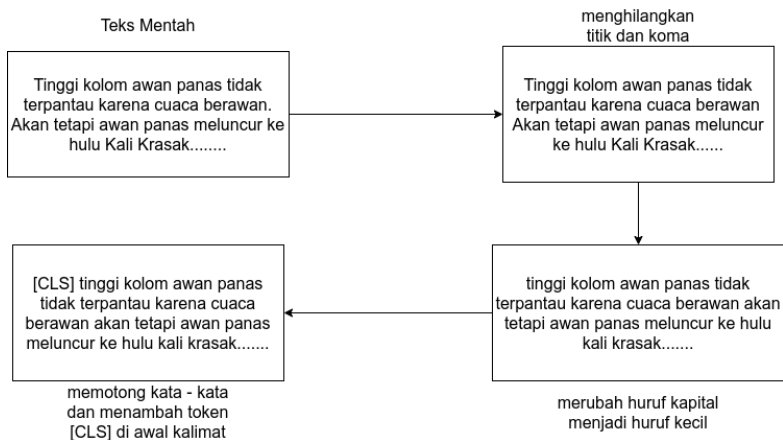 Teks Mentah
Tinggi kolom awan panas tidak
terpantau karena cuaca berawan.
Akan tetapi awan panas meluncur ke
hulu Kali Krasak........
menghilangkan
titik dan koma
Tinggi kolom awan panas tidak
terpantau karena cuaca berawan
Akan tetapi awan panas meluncur
ke hulu Kali Krasak......
tinggi kolom awan panas tidak
terpantau karena cuaca berawan akan
tetapi awan panas meluncur ke hulu
kali krasak.......
merubah huruf kapital
menjadi huruf kecil
[CLS] tinggi kolom awan panas
tidak terpantau karena cuaca
berawan akan tetapi awan panas
meluncur ke hulu kali krasak.......
memotong kata - kata
dan menambah token
[CLS] di awal kalimat